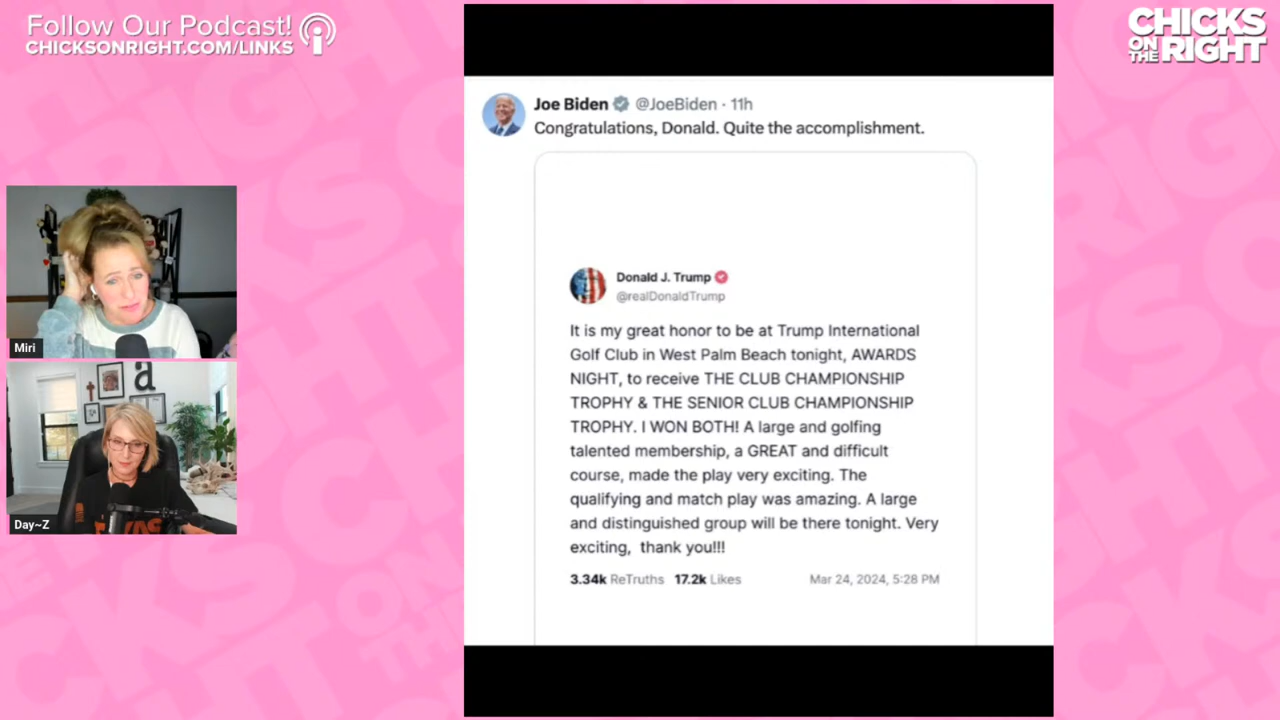 Follow Our Podcast!
CHICKSONRIGHT.COM/LINKS
CHICKS
ON THE RIGHT
Joe Biden @JoeBiden · 11h
Congratulations, Donald. Quite the accomplishment.
Donald J. Trump
@realDonaldTrump
It is my great honor to be at Trump International
Golf Club in West Palm Beach tonight, AWARDS
NIGHT, to receive THE CLUB CHAMPIONSHIP
TROPHY & THE SENIOR CLUB CHAMPIONSHIP
TROPHY. I WON BOTH! A large and golfing
talented membership, a GREAT and difficult
course, made the play very exciting. The
qualifying and match play was amazing. A large
and distinguished group will be there tonight. Very
exciting, thank you!!!
3.34k ReTruths 17.2k Likes Mar 24, 2024, 5:28 PM
Miri
a
Day~Z